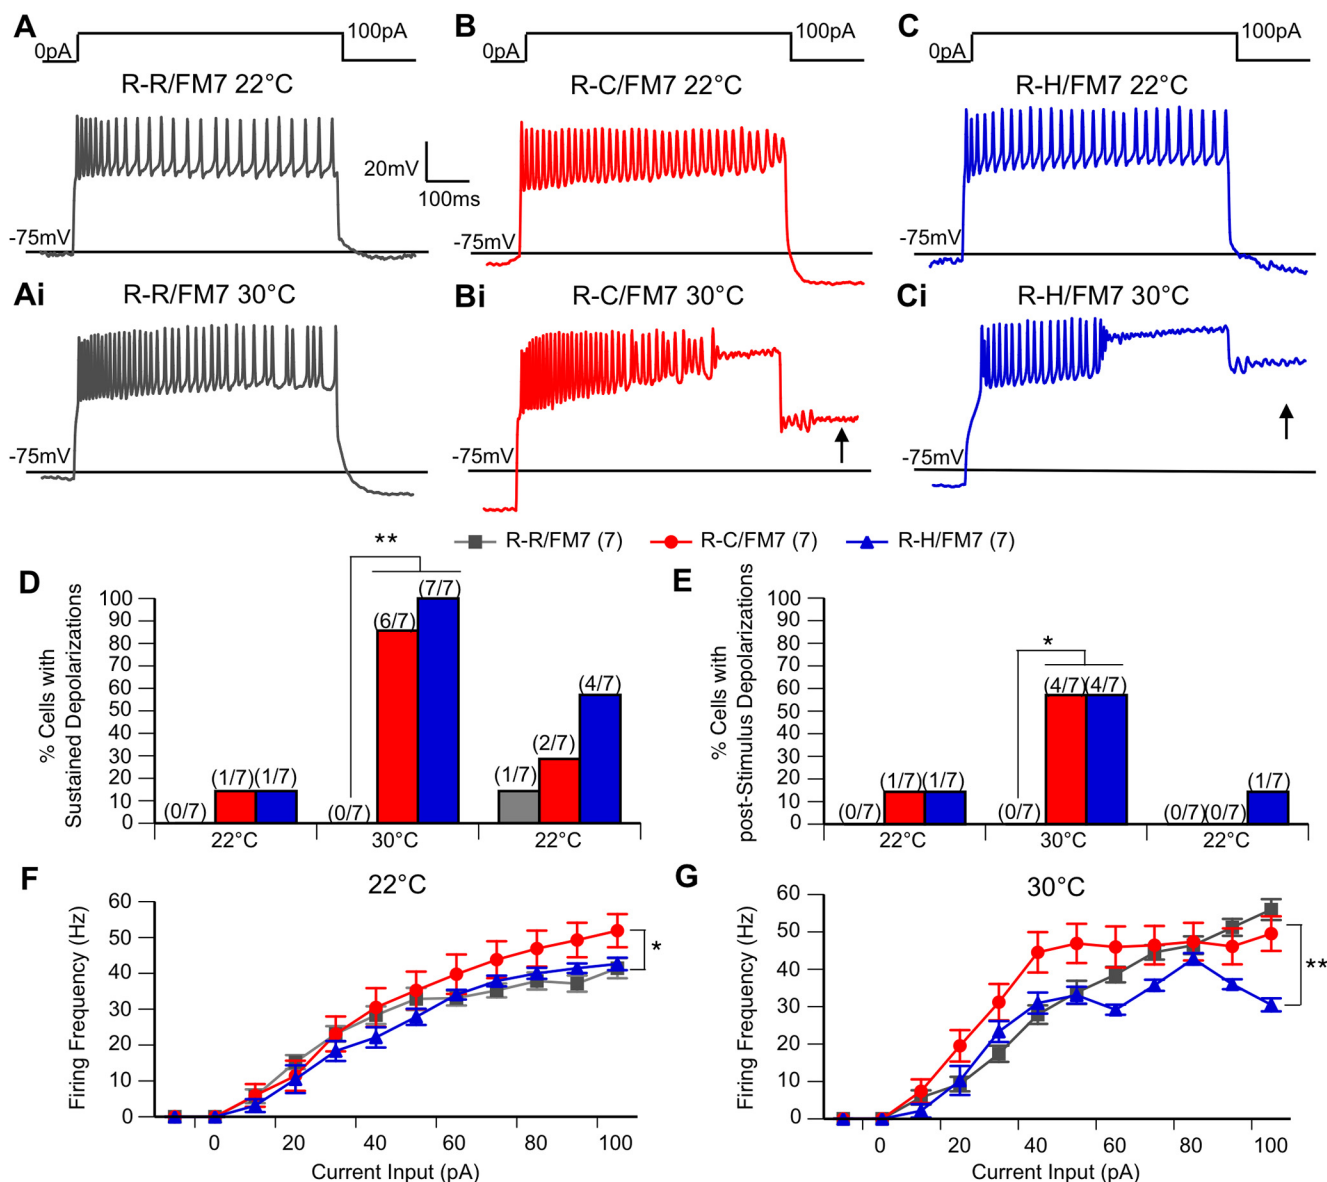 A
0pA
100pA
R-R/FM7 22°C
-75mV
20mV
100ms
B
0pA
100pA
R-C/FM7 22°C
-75mV
C
0pA
100pA
R-H/FM7 22°C
-75mV
Ai
R-R/FM7 30°C
-75mV
Bi
R-C/FM7 30°C
-75mV
Ci
R-H/FM7 30°C
-75mV
R-R/FM7 (7)
R-C/FM7 (7)
R-H/FM7 (7)
D
% Cells with
Sustained Depolarizations
100
90
80
70
60
50
40
30
20
10
0
(0/7)
(1/7)
(1/7)
**
(0/7)
(6/7)
(7/7)
(1/7)
(2/7)
(4/7)
22°C
30°C
22°C
E
% Cells with
post-Stimulus Depolarizations
100
90
80
70
60
50
40
30
20
10
0
(0/7)
(1/7)
(1/7)
*
(0/7)
(4/7)
(4/7)
(0/7)
(0/7)
(1/7)
22°C
30°C
22°C
F
22°C
Firing Frequency (Hz)
60
50
40
30
20
10
0
*
0
20
40
60
80
100
Current Input (pA)
G
30°C
Firing Frequency (Hz)
60
50
40
30
20
10
0
**
0
20
40
60
80
100
Current Input (pA)